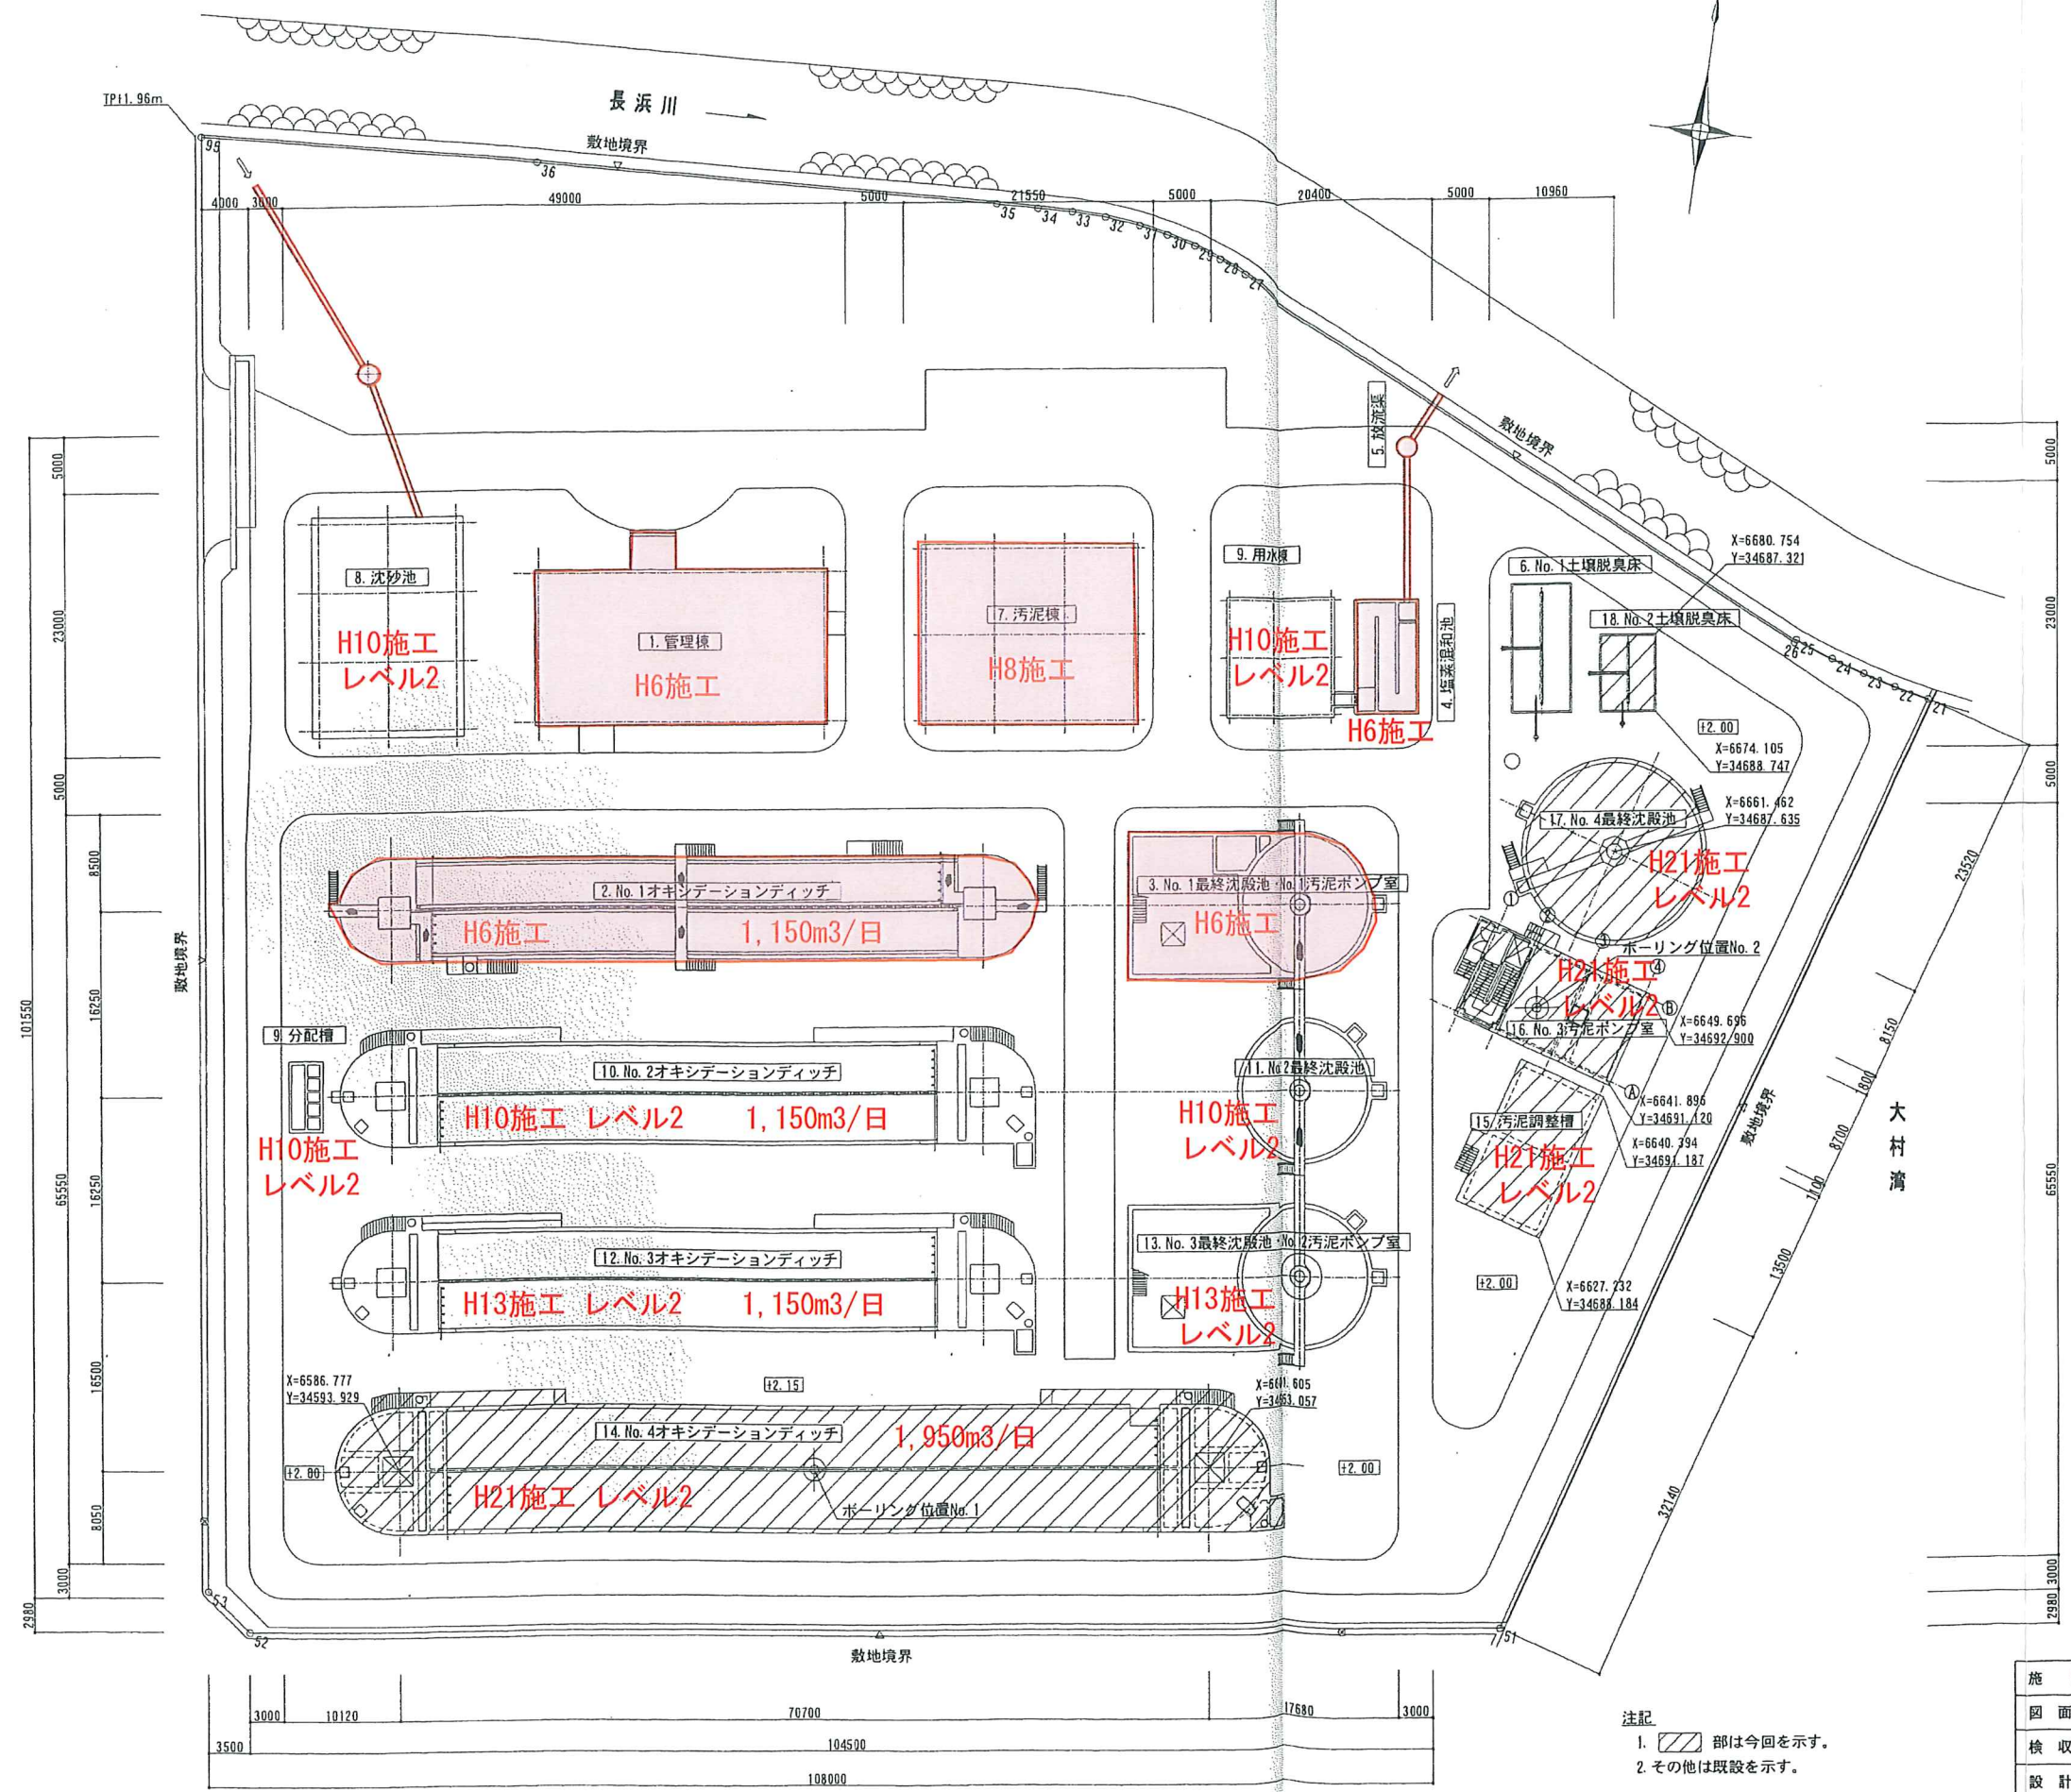 長浜川
TP+1.96m
敷地境界
95
36
35
34
33
32
31
30
29
28
27
4000
3000
49000
5000
21550
5000
20400
5000
10960
5. 放流渠
敷地境界
8. 沈砂池
H10施工
レベル2
1. 管理棟
H6施工
7. 汚泥棟
H8施工
9. 用水棟
H10施工
レベル2
4. 塩素混和池
H6施工
6. No.1土壌脱臭床
18. No.2土壌脱臭床
X=6680.754
Y=34687.321
26
25
24
23
22
21
+2.00
X=6674.105
Y=34688.747
X=6661.462
Y=34687.635
17. No.4最終沈殿池
H21施工
レベル2
2. No.1オキシデーションディッチ
H6施工
1,150m3/日
3. No.1最終沈殿池・No.1汚泥ポンプ室
H6施工
①
②
③
④
ボーリング位置No.2
H21施工
レベル2
16. No.3汚泥ポンプ室
Ⓑ
X=6649.696
Y=34692.900
Ⓐ
X=6641.896
Y=34691.120
X=6640.394
Y=34691.187
15. 汚泥調整槽
H21施工
レベル2
9. 分配槽
H10施工
レベル2
10. No.2オキシデーションディッチ
H10施工 レベル2 1,150m3/日
11. No.2最終沈殿池
H10施工
レベル2
12. No.3オキシデーションディッチ
H13施工 レベル2 1,150m3/日
13. No.3最終沈殿池・No.2汚泥ポンプ室
H13施工
レベル2
+2.00
X=6627.232
Y=34688.184
X=6586.777
Y=34593.929
+2.15
Y=34593.929
14. No.4オキシデーションディッチ
1,950m3/日
H21施工 レベル2
ボーリング位置No.1
+2.00
+2.00
敷地境界
敷地境界
大村湾
23520
8150
1800
8700
1100
13500
32140
53
52
51
敷地境界
5000
23000
5000
8500
16250
16250
16500
8050
65550
101550
3000
2980
5000
23000
5000
65550
3000
2980
3000
10120
70700
17680
3000
3500
104500
108000
注記
1. 部は今回を示す。
2. その他は既設を示す。
施
図面
検収
設計